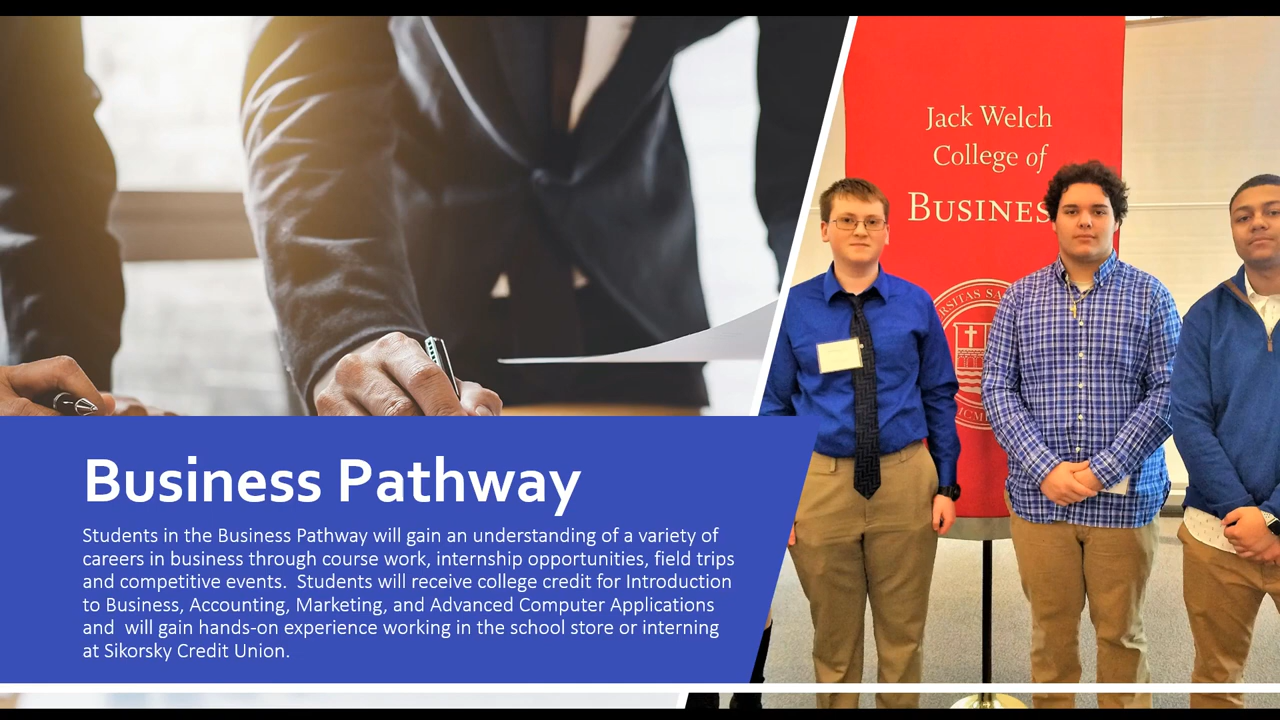 Jack Welch
College of
BUSINES
Business Pathway
Students in the Business Pathway will gain an understanding of a variety of
careers in business through course work, internship opportunities, field trips
and competitive events.  Students will receive college credit for Introduction
to Business, Accounting, Marketing, and Advanced Computer Applications
and  will gain hands-on experience working in the school store or interning
at Sikorsky Credit Union.